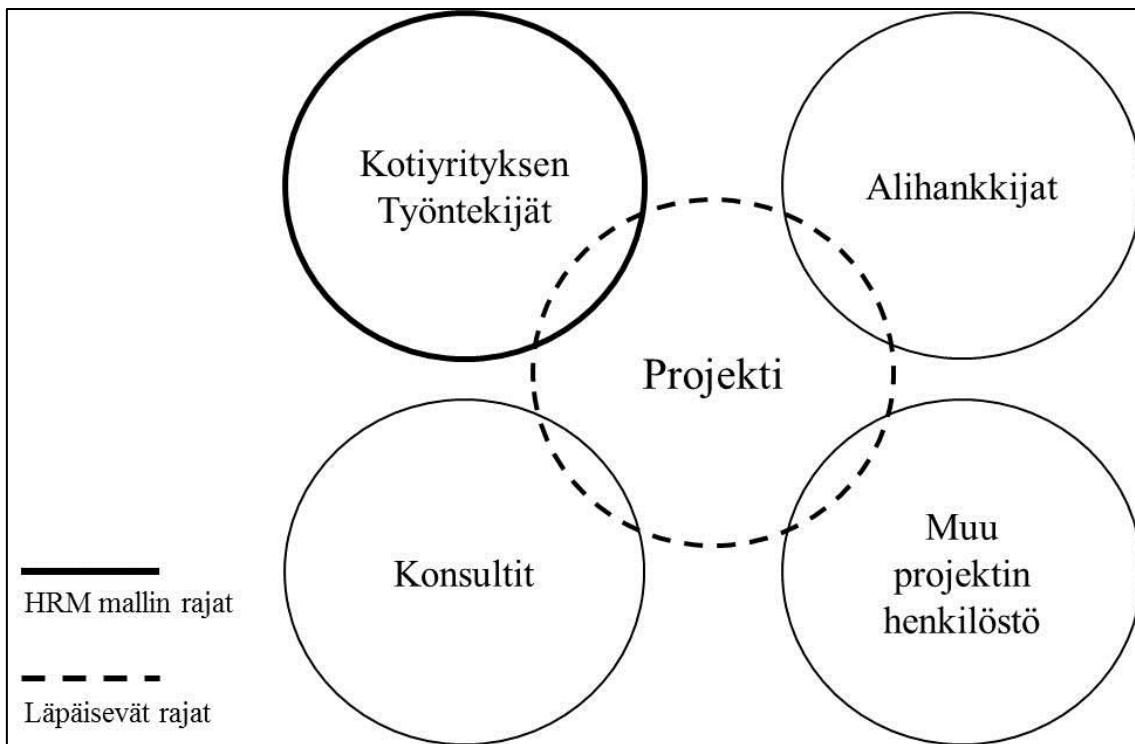 Kotiyrityksen
Työntekijät
Alihankkijat
Projekti
Konsultit
Muu
projektin
henkilöstö
HRM mallin rajat
Läpäisevät rajat